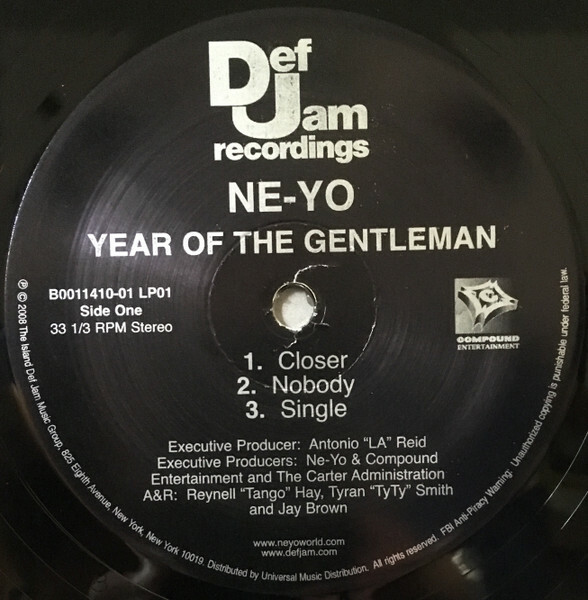 Def
Jam
recordings
NE-YO
YEAR OF THE GENTLEMAN
B0011410-01 LP01
Side One
33 1/3 RPM Stereo
COMPOUND
ENTERTAINMENT
1. Closer
2. Nobody
3. Single
Executive Producer: Antonio "LA" Reid
Executive Producers: Ne-Yo & Compound
Entertainment and The Carter Administration
A&R: Reynell "Tango" Hay, Tyran "TyTy" Smith
and Jay Brown
www.neyoworld.com
www.defjam.com
℗ © 2008 The Island Def Jam Music Group, 825 Eighth Avenue, New York, New York 10019. Distributed by Universal Music Distribution. All rights reserved. FBI Anti-Piracy Warning: Unauthorized copying is punishable under federal law.